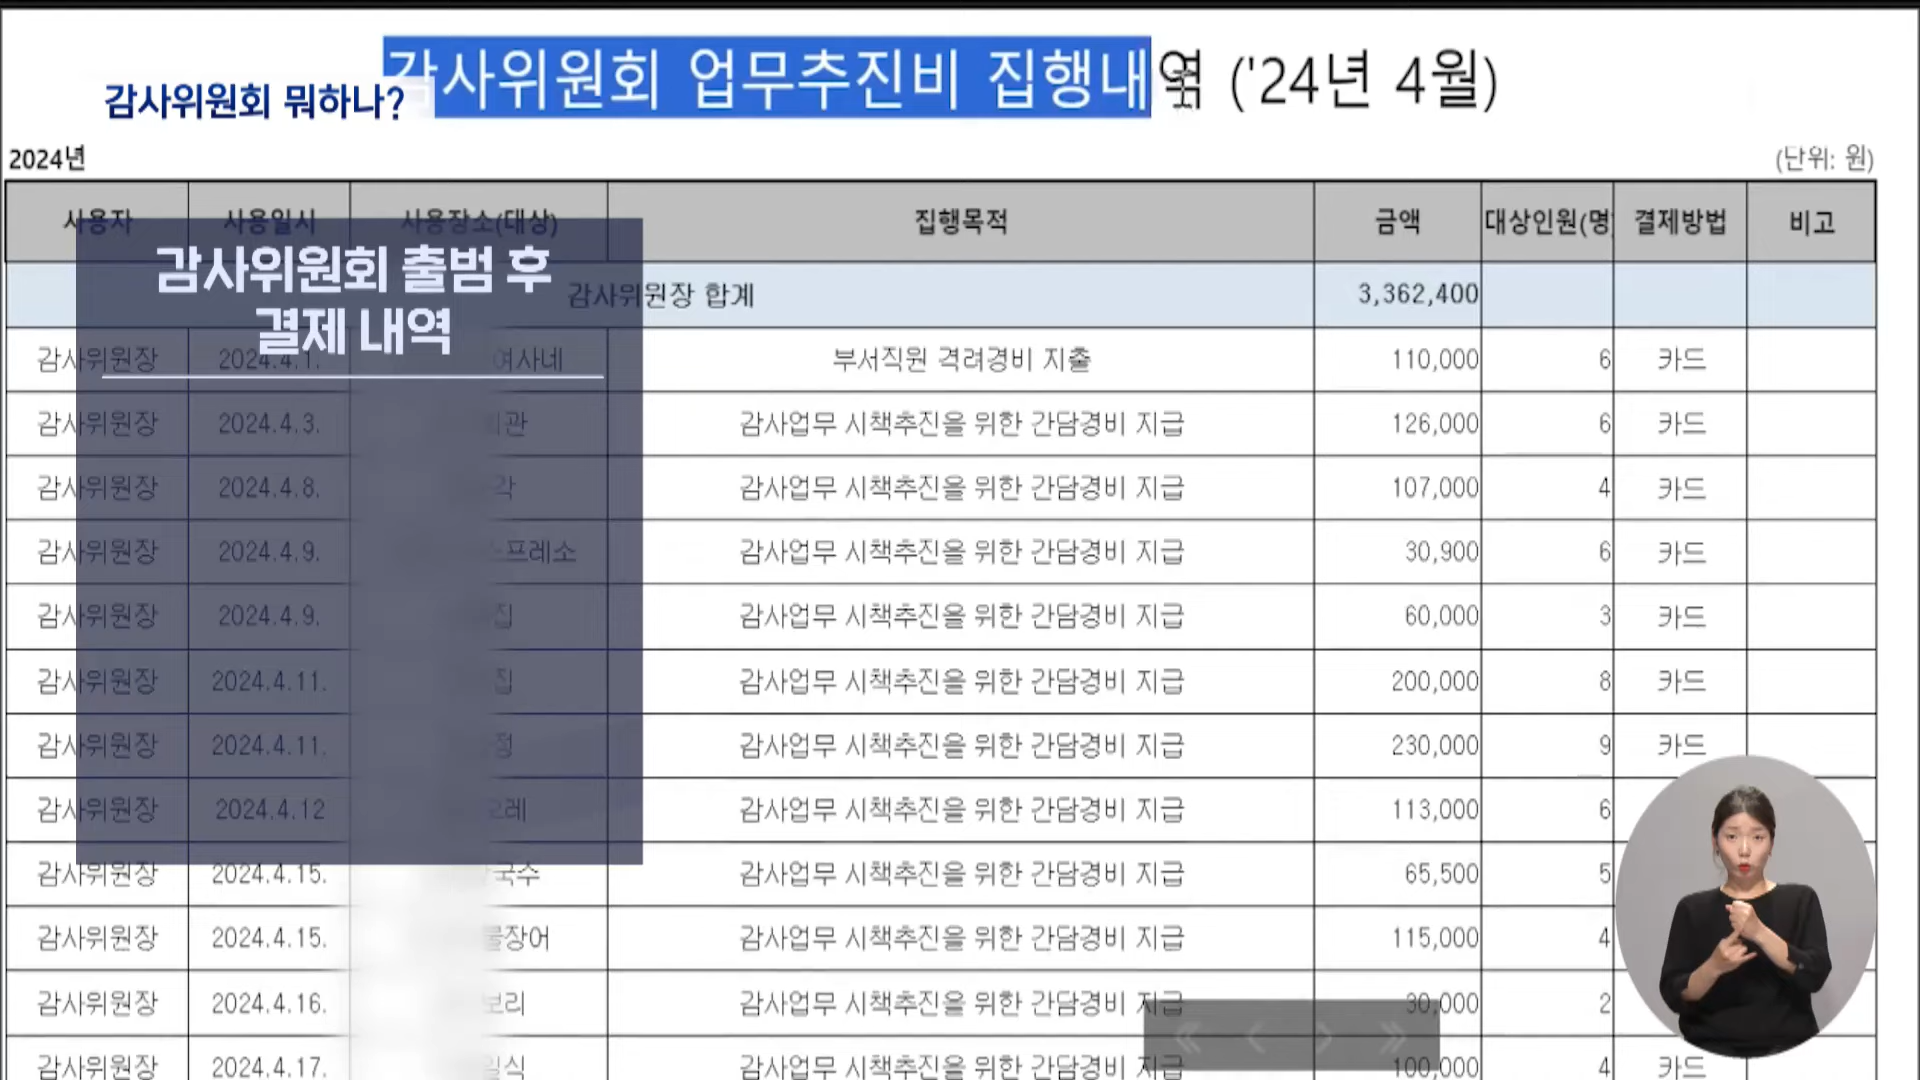 감사위원회 업무추진비 집행내역 ('24년 4월)
감사위원회 뭐하나?
2024년
(단위: 원)
사용자 사용일시 사용장소(대상) 집행목적 금액 대상인원(명) 결제방법 비고
감사위원회 출범 후
결제 내역
감사위원장 합계 3,362,400
감사위원장 2024.4.1. 여사네 부서직원 격려경비 지출 110,000 6 카드
감사위원장 2024.4.3. 회관 감사업무 시책추진을 위한 간담경비 지급 126,000 6 카드
감사위원장 2024.4.8. 각 감사업무 시책추진을 위한 간담경비 지급 107,000 4 카드
감사위원장 2024.4.9. 스프레소 감사업무 시책추진을 위한 간담경비 지급 30,900 6 카드
감사위원장 2024.4.9. 집 감사업무 시책추진을 위한 간담경비 지급 60,000 3 카드
감사위원장 2024.4.11. 집 감사업무 시책추진을 위한 간담경비 지급 200,000 8 카드
감사위원장 2024.4.11. 정 감사업무 시책추진을 위한 간담경비 지급 230,000 9 카드
감사위원장 2024.4.12 감사업무 시책추진을 위한 간담경비 지급 113,000 6
감사위원장 2024.4.15. 국수 감사업무 시책추진을 위한 간담경비 지급 65,500 5
감사위원장 2024.4.15. 물장어 감사업무 시책추진을 위한 간담경비 지급 115,000 4
감사위원장 2024.4.16. 보리 감사업무 시책추진을 위한 간담경비 지급 30,000 2
감사위원장 2024.4.17. 일식 감사업무 시책추진을 위한 간담경비 지급 100,000 4 카드